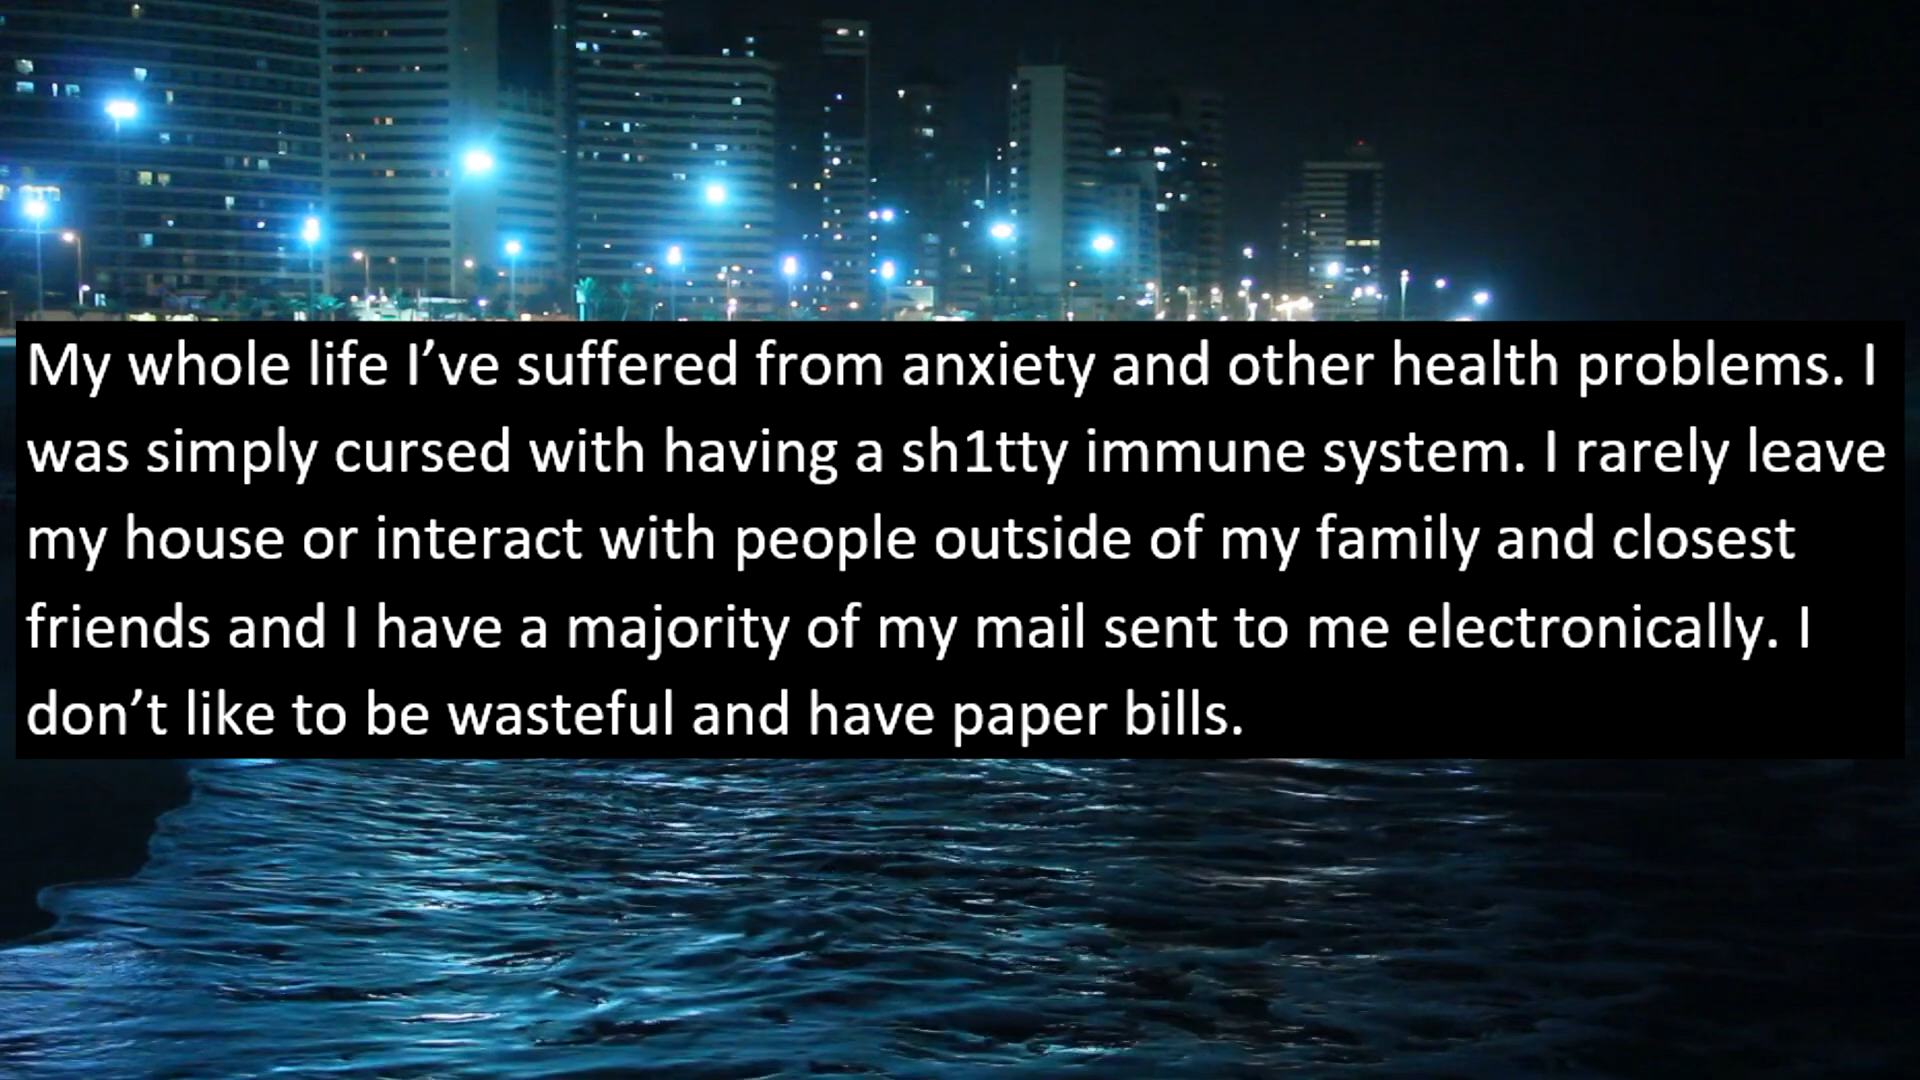 My whole life I’ve suffered from anxiety and other health problems. I
was simply cursed with having a sh1tty immune system. I rarely leave
my house or interact with people outside of my family and closest
friends and I have a majority of my mail sent to me electronically. I
don’t like to be wasteful and have paper bills.